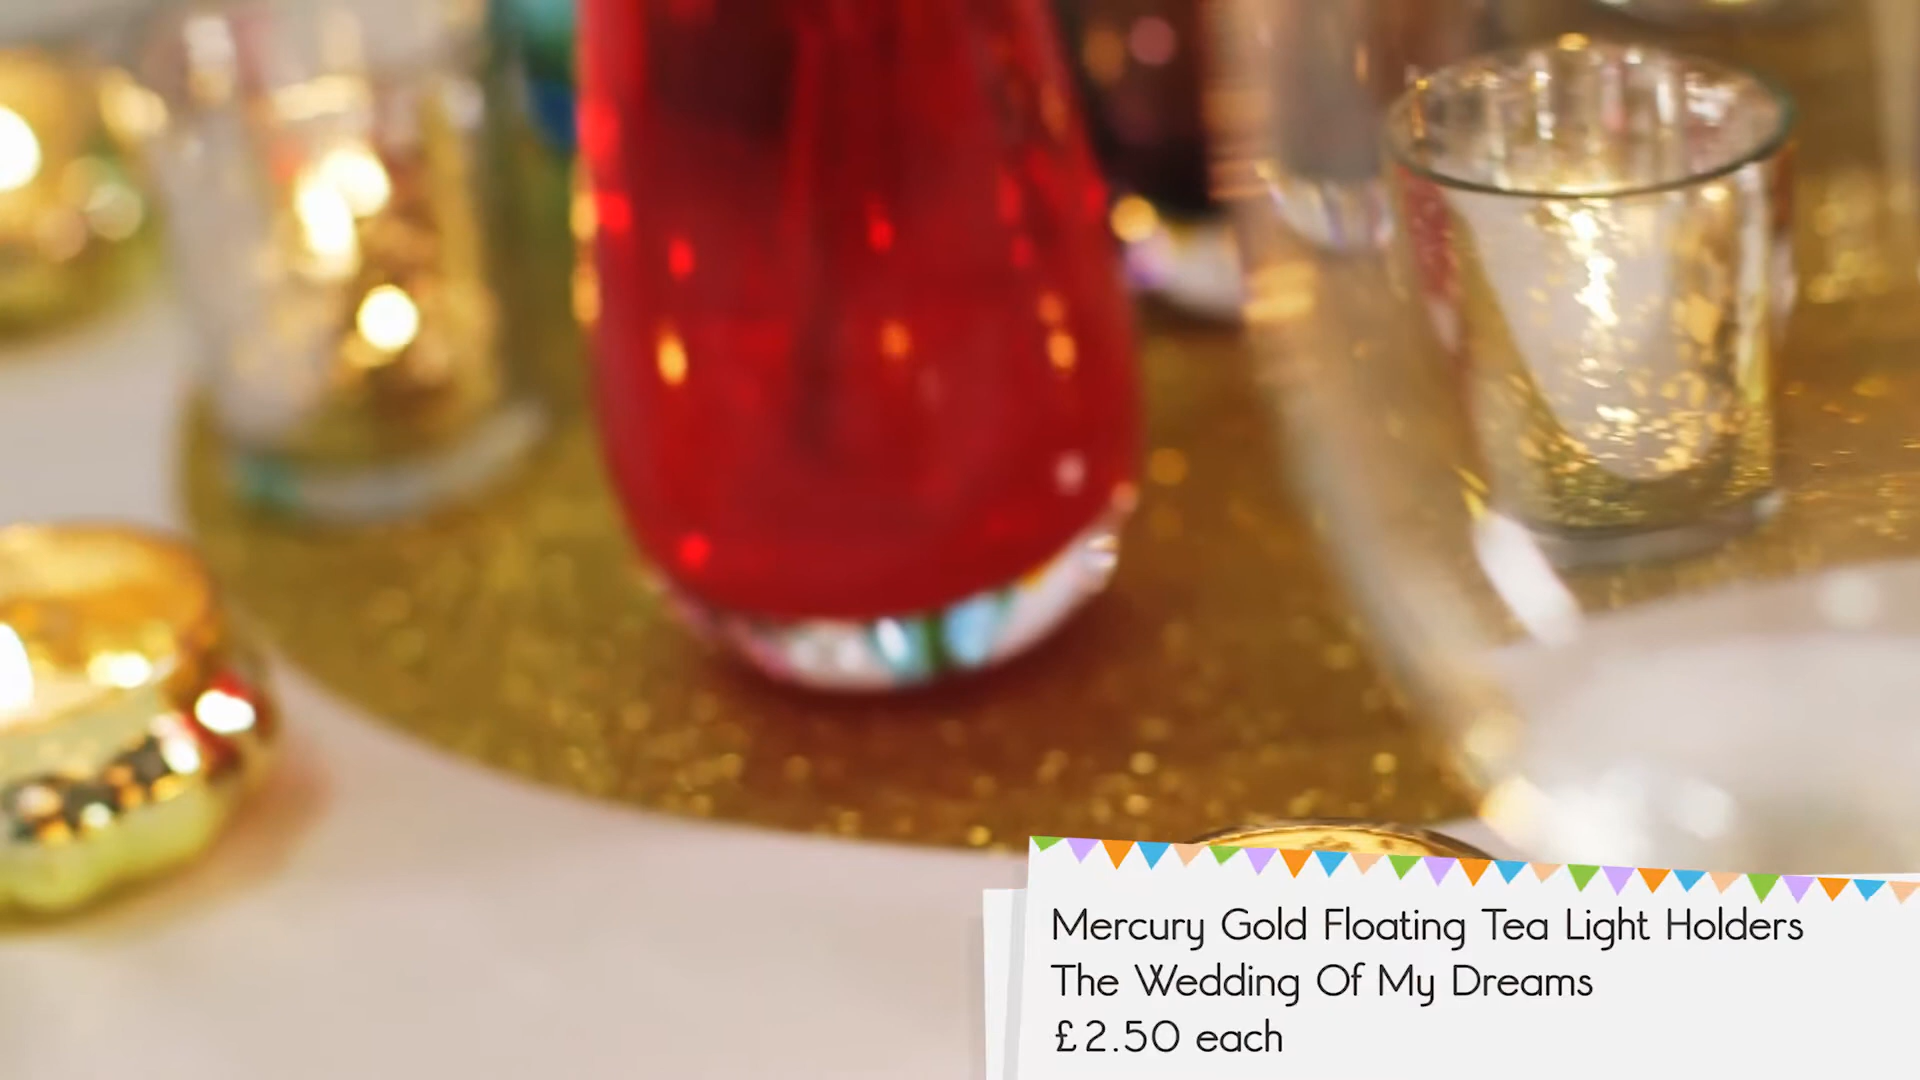 Mercury Gold Floating Tea Light Holders
The Wedding Of My Dreams
£2.50 each